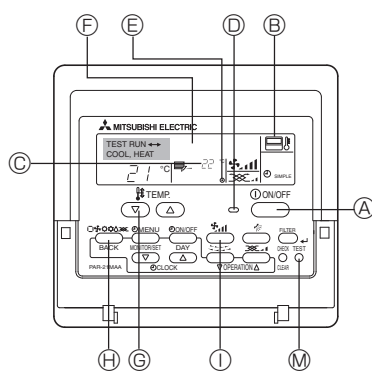 F
E
D
B
MITSUBISHI ELECTRIC
TEST RUN
COOL, HEAT
C
22 °C
21 °C
SIMPLE
TEMP.
ON/OFF
A
MENU
ON/OFF
FILTER
BACK
MONITOR/SET
DAY
CHECK TEST
PAR-21MAA
CLOCK
OPERATION
CLEAR
H
G
I
M